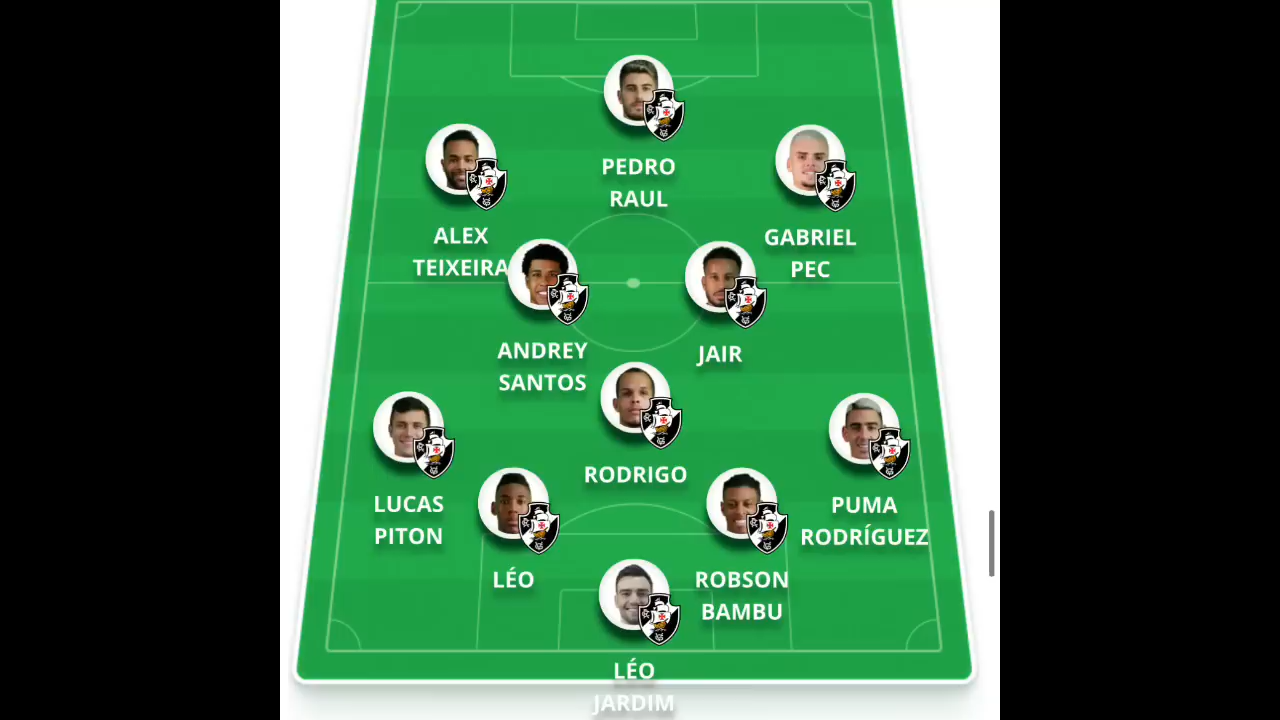 PEDRO
RAUL
ALEX
TEIXEIRA
GABRIEL
PEC
ANDREY
SANTOS
JAIR
RODRIGO
LUCAS
PITON
PUMA
RODRÍGUEZ
LÉO
ROBSON
BAMBU
LÉO
JARDIM